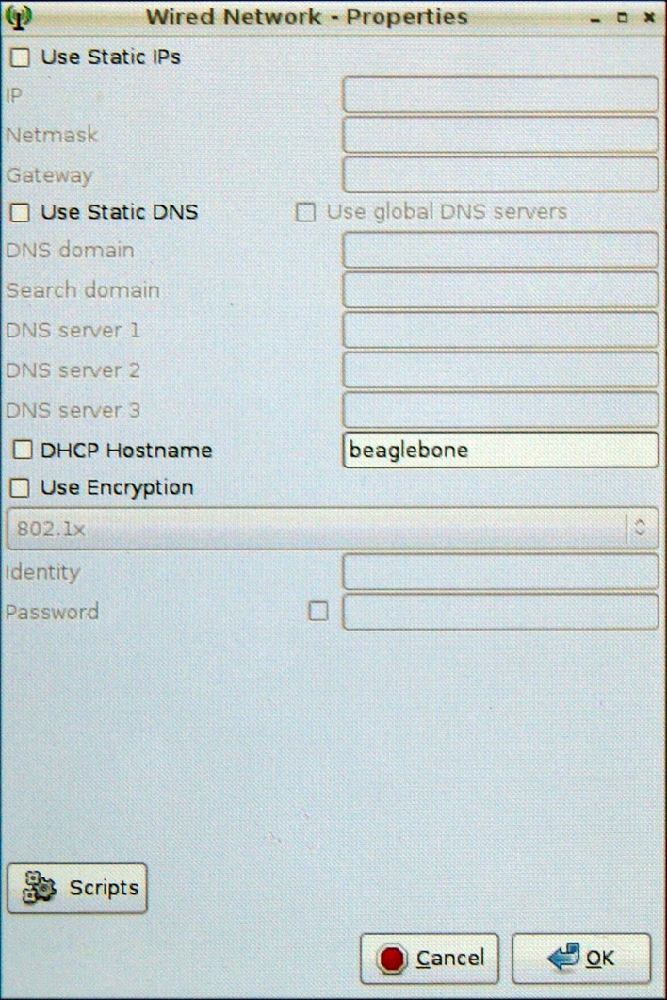 Wired Network - Properties
Use Static IPs
IP
Netmask
Gateway
Use Static DNS Use global DNS servers
DNS domain
Search domain
DNS server 1
DNS server 2
DNS server 3
DHCP Hostname beaglebone
Use Encryption
802.1x
Identity
Password
Scripts
Cancel OK